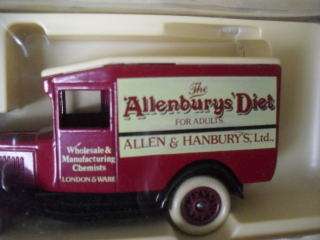 The
Allenburys' Diet
FOR ADULTS.
ALLEN & HANBURY'S, Ltd.,
Wholesale &
Manufacturing
Chemists
LONDON & WARE